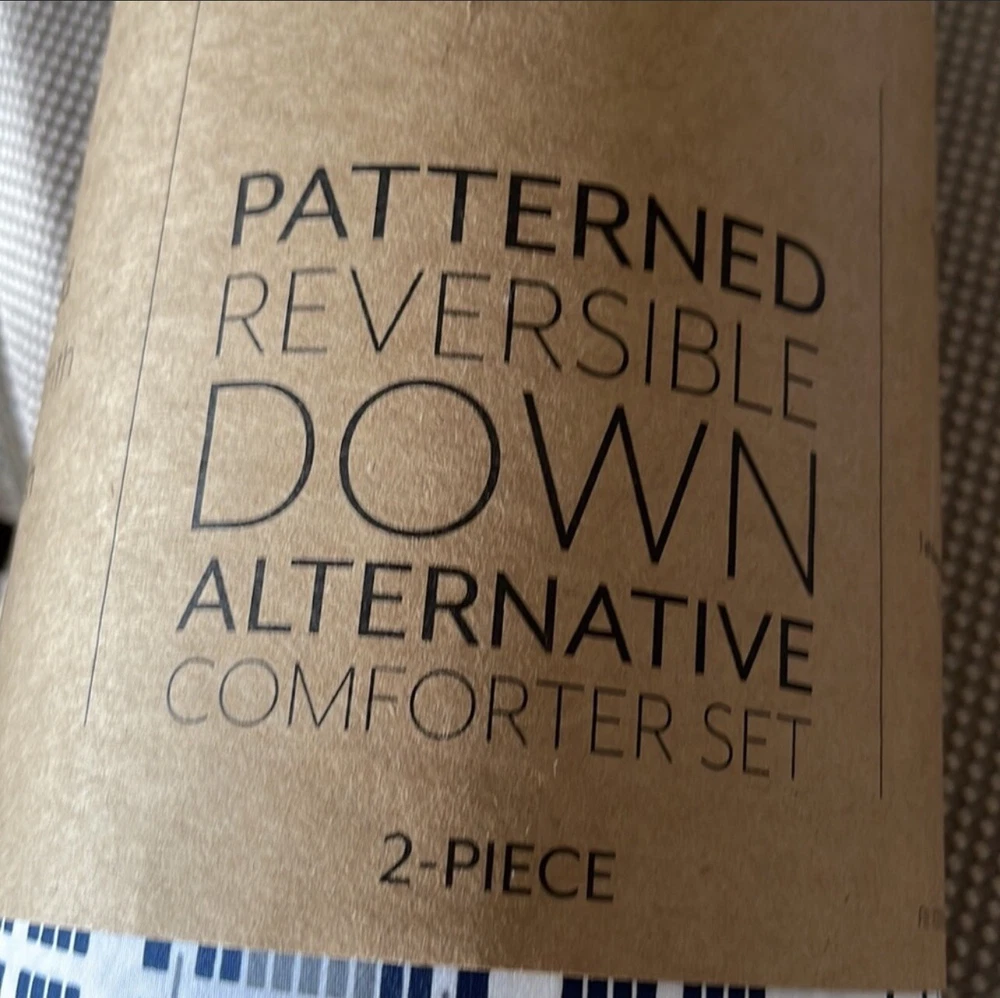 PATTERNED
REVERSIBLE
DOWN
ALTERNATIVE
COMFORTER SET
2-PIECE